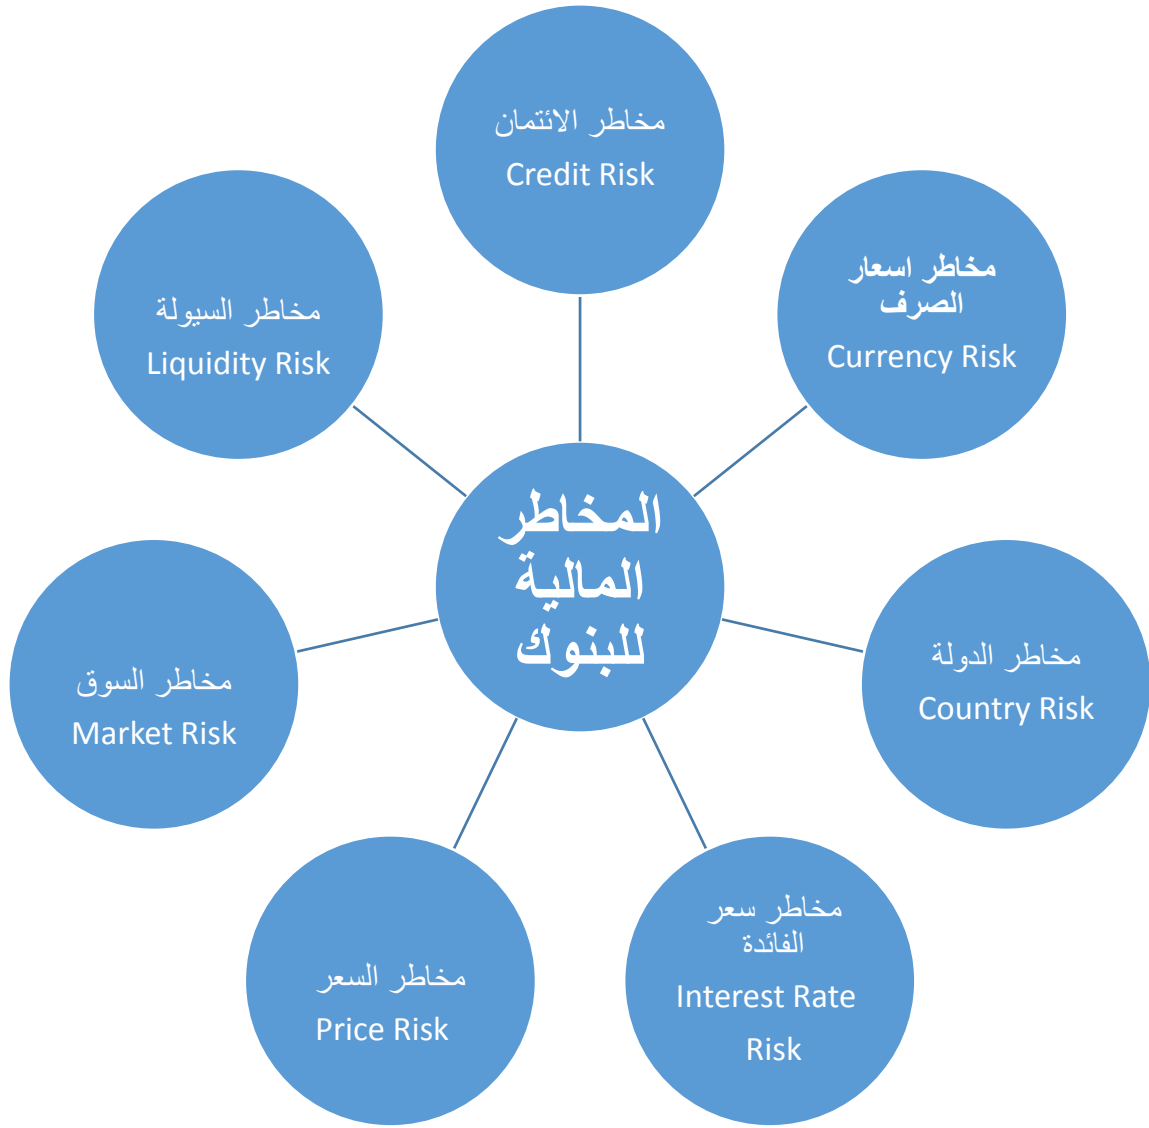 مخاطر الائتمان
Credit Risk
مخاطر اسعار
الصرف
Currency Risk
مخاطر الدولة
Country Risk
مخاطر سعر
الفائدة
Interest Rate
Risk
مخاطر السعر
Price Risk
مخاطر السوق
Market Risk
مخاطر السيولة
Liquidity Risk
المخاطر
المالية
للبنوك